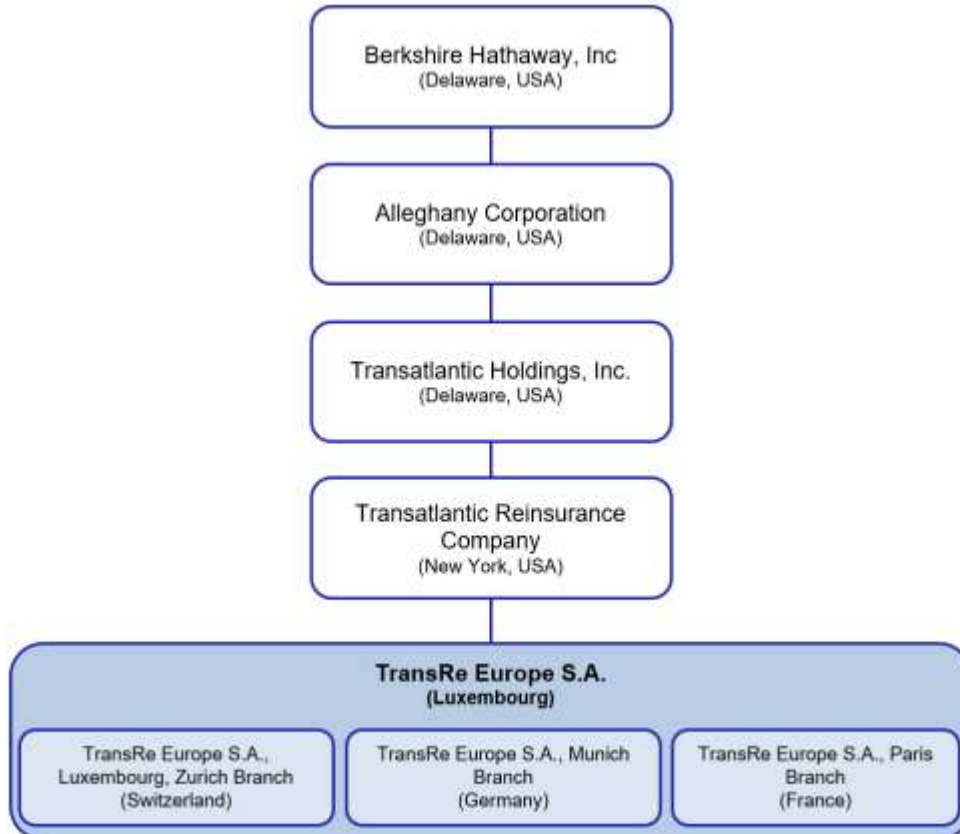 Berkshire Hathaway, Inc
(Delaware, USA)
Alleghany Corporation
(Delaware, USA)
Transatlantic Holdings, Inc.
(Delaware, USA)
Transatlantic Reinsurance
Company
(New York, USA)
TransRe Europe S.A.
(Luxembourg)
TransRe Europe S.A.,
Luxembourg, Zurich Branch
(Switzerland)
TransRe Europe S.A., Munich
Branch
(Germany)
TransRe Europe S.A., Paris
Branch
(France)